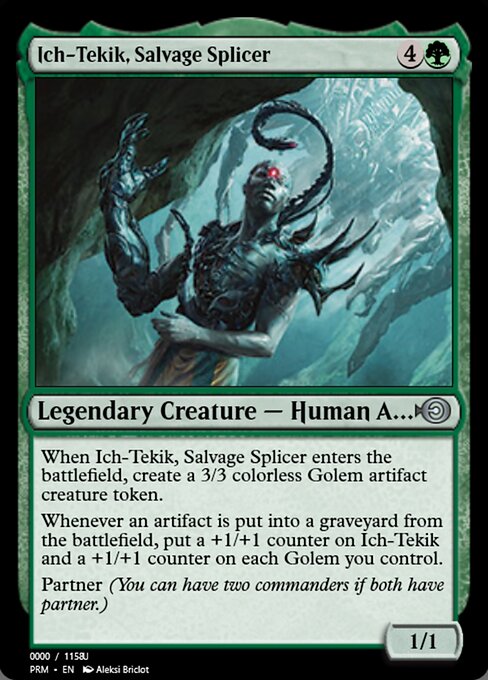 Ich-Tekik, Salvage Splicer 4
Legendary Creature — Human A...
When Ich-Tekik, Salvage Splicer enters the
battlefield, create a 3/3 colorless Golem artifact
creature token.
Whenever an artifact is put into a graveyard from
the battlefield, put a +1/+1 counter on Ich-Tekik
and a +1/+1 counter on each Golem you control.
Partner (You can have two commanders if both have
partner.)
1/1
0000 / 1158U
PRM • EN Aleksi Briclot